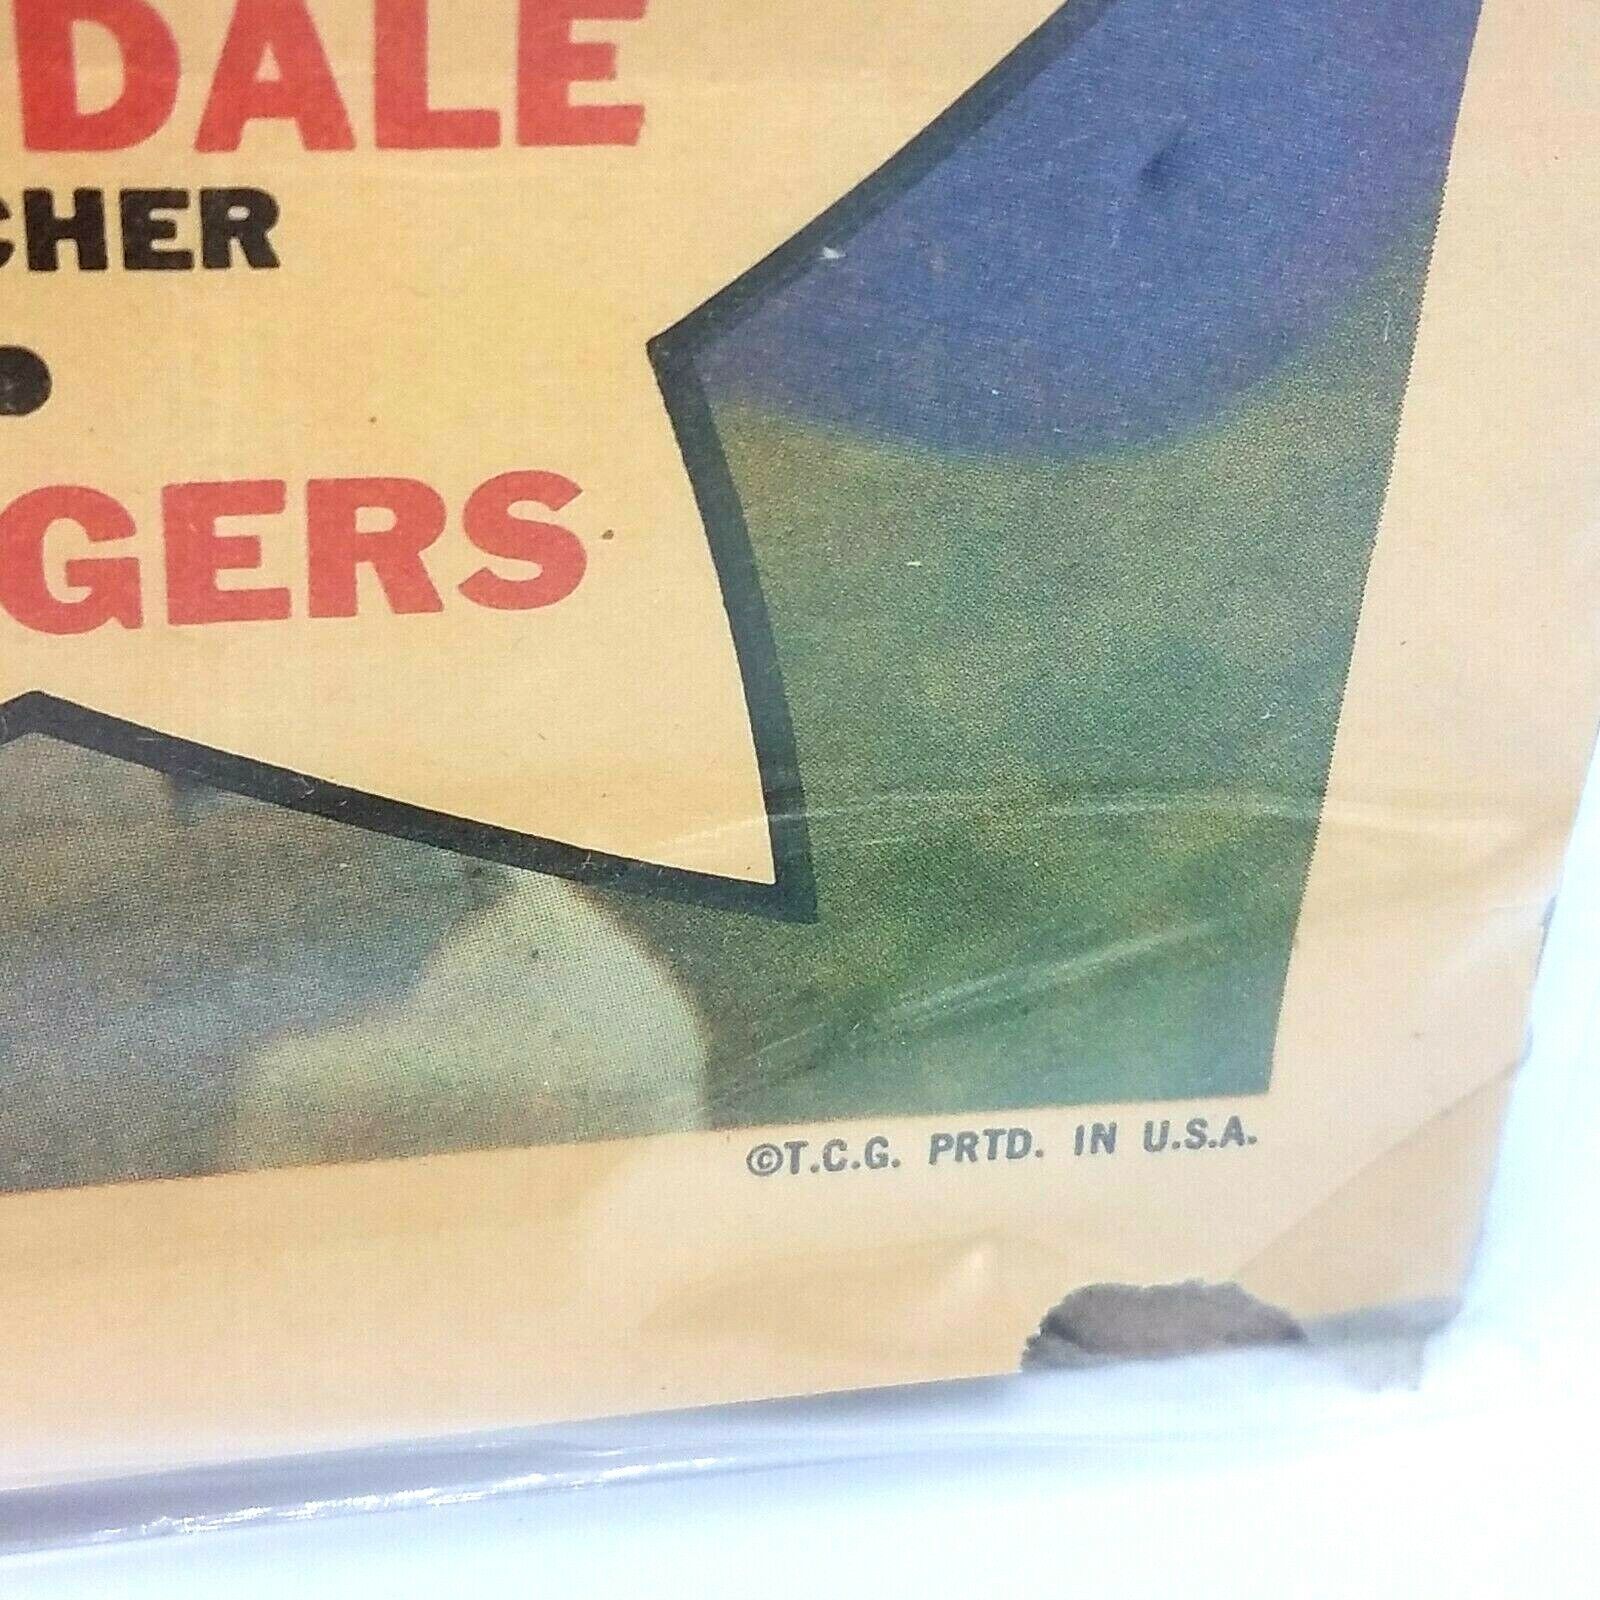 DALE
CHER
GERS
©T.C.G. PRTD. IN U.S.A.